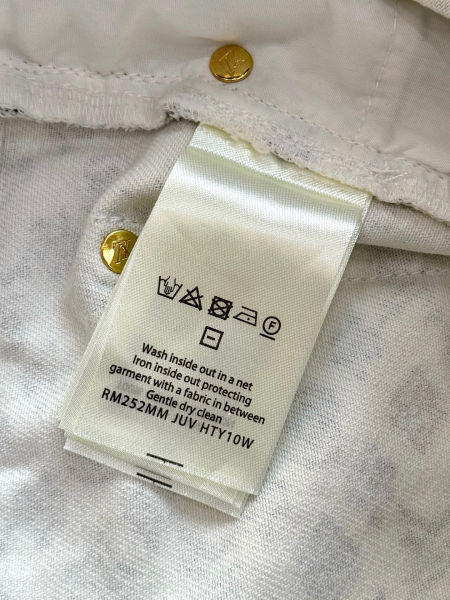 F
Wash inside out in a net
Iron inside out protecting
garment with a fabric in between
Gentle dry clean
RM252MM JUV HTY10W